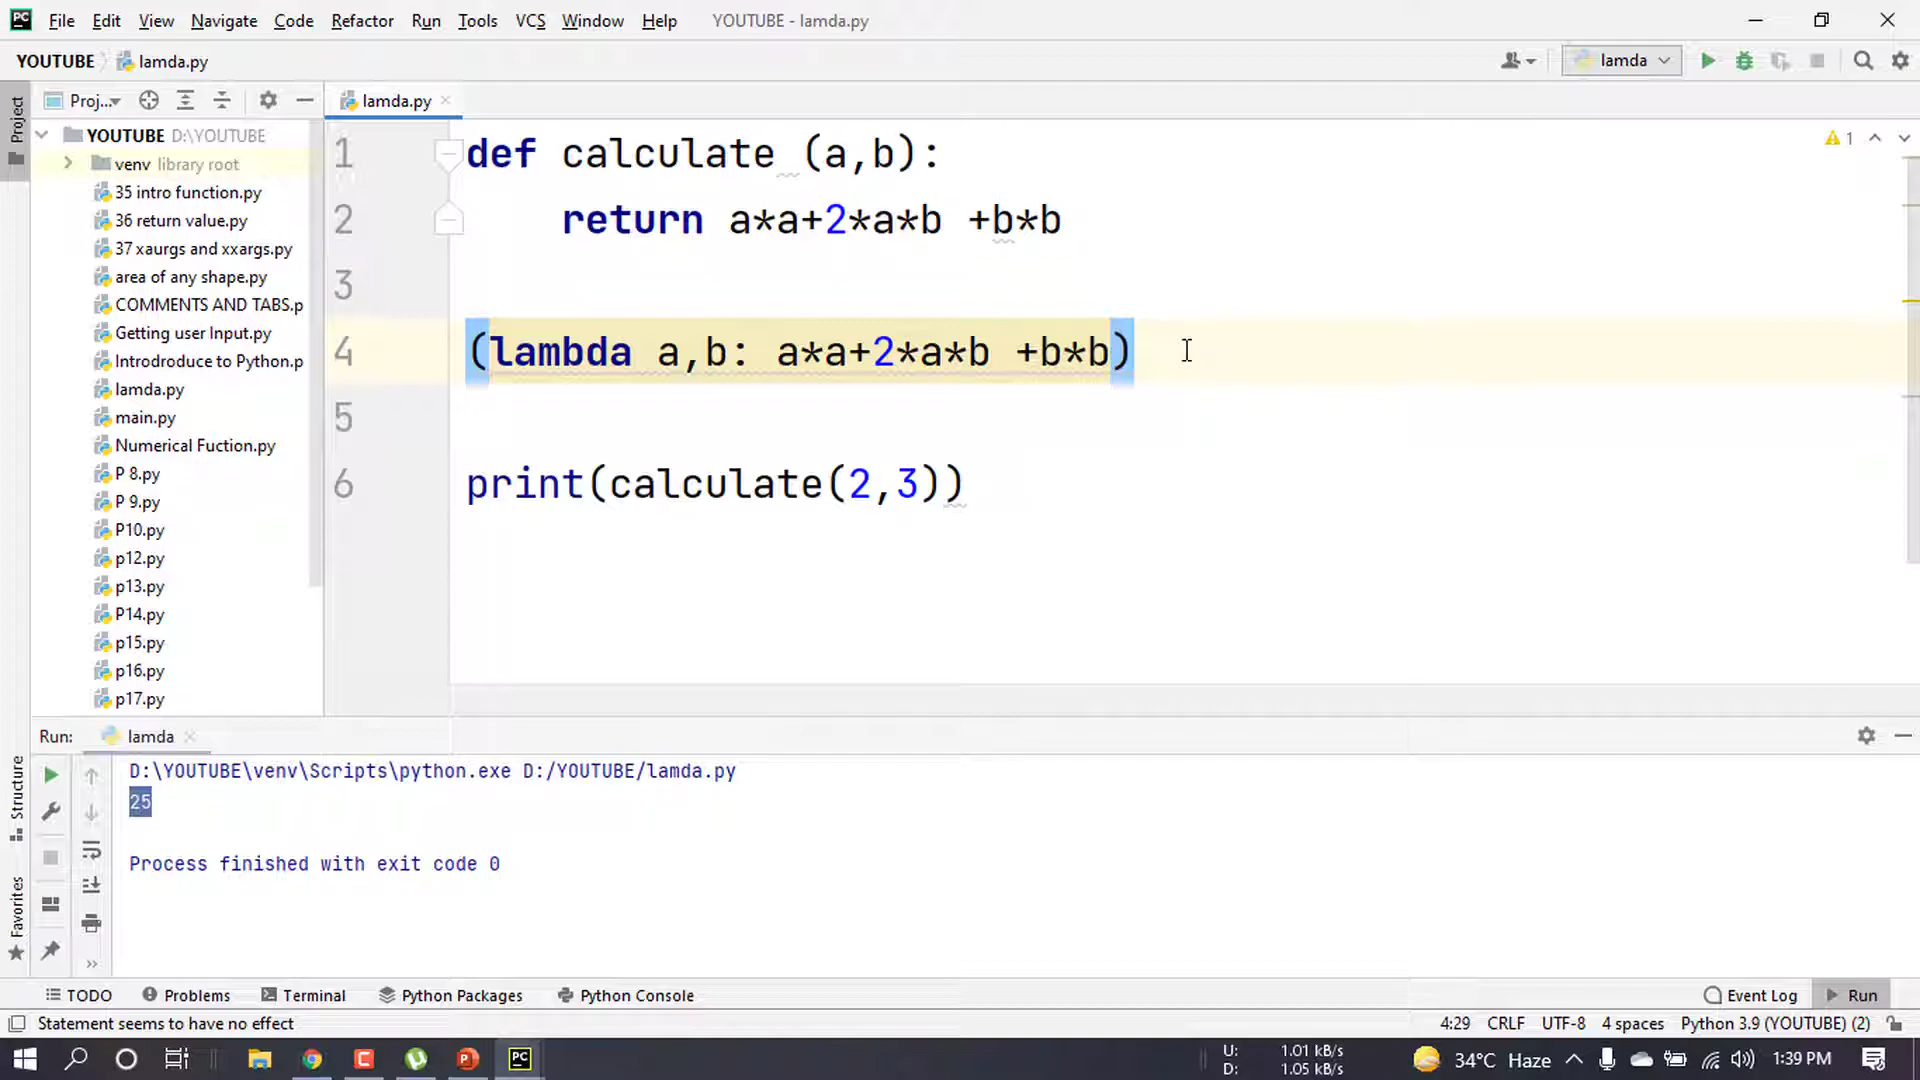 PC File Edit View Navigate Code Refactor Run Tools VCS Window Help YOUTUBE - lamda.py
YOUTUBE lamda.py lamda
Project
Proj... lamda.py
YOUTUBE D:\YOUTUBE
venv library root
35 intro function.py
36 return value.py
37 xaurgs and xxargs.py
area of any shape.py
COMMENTS AND TABS.p
Getting user Input.py
Introdroduce to Python.p
lamda.py
main.py
Numerical Fuction.py
P 8.py
P 9.py
P10.py
p12.py
p13.py
P14.py
p15.py
p16.py
p17.py
1 def calculate (a,b):
2 return a*a+2*a*b +b*b
3
4 (lambda a,b: a*a+2*a*b +b*b)
5
6 print(calculate(2,3))
1
Run: lamda
D:\YOUTUBE\venv\Scripts\python.exe D:/YOUTUBE/lamda.py
25
Process finished with exit code 0
Structure
Favorites
TODO Problems Terminal Python Packages Python Console Event Log Run
Statement seems to have no effect 4:29 CRLF UTF-8 4 spaces Python 3.9 (YOUTUBE) (2)
U: 1.01 kB/s
D: 1.05 kB/s
34°C Haze 1:39 PM